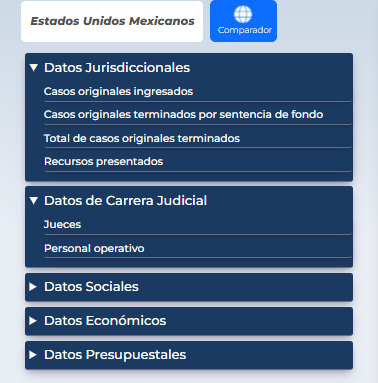 Estados Unidos Mexicanos
Comparador
Datos Jurisdiccionales
Casos originales ingresados
Casos originales terminados por sentencia de fondo
Total de casos originales terminados
Recursos presentados
Datos de Carrera Judicial
Jueces
Personal operativo
Datos Sociales
Datos Económicos
Datos Presupuestales